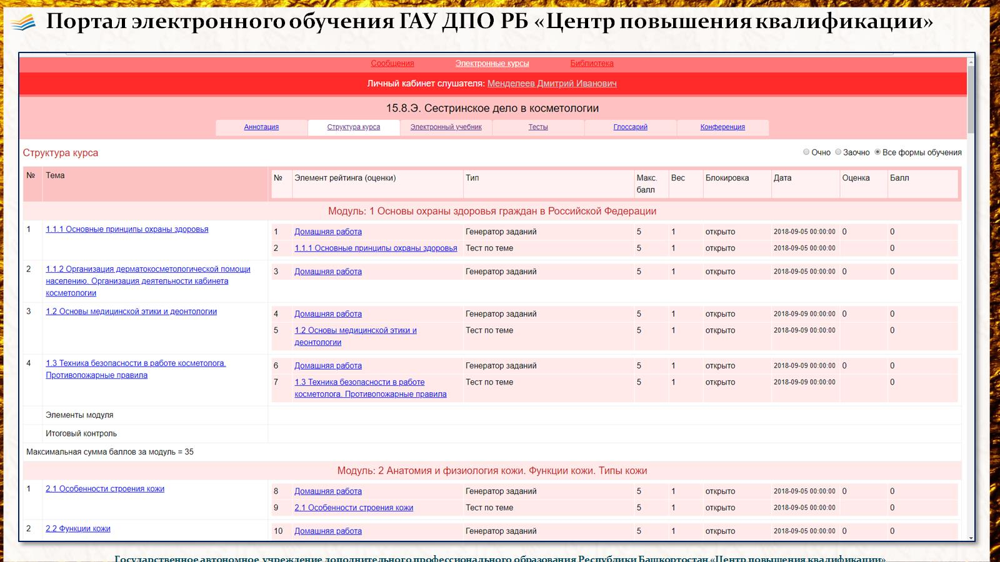 Портал электронного обучения ГАУ ДПО РБ «Центр повышения квалификации»
Сообщения Электронные курсы Библиотека
Личный кабинет слушателя: Менделеев Дмитрий Иванович
15.8.Э. Сестринское дело в косметологии
Аннотация Структура курса Электронный учебник Тесты Глоссарий Конференция
Структура курса Очно Заочно Все формы обучения
№ Тема № Элемент рейтинга (оценки) Тип Макс. балл Вес Блокировка Дата Оценка Балл
Модуль: 1 Основы охраны здоровья граждан в Российской Федерации
1 1.1.1 Основные принципы охраны здоровья
1 Домашняя работа Генератор заданий 5 1 открыто 2018-09-05 00:00:00 0 0
2 1.1.1 Основные принципы охраны здоровья Тест по теме 5 1 открыто 2018-09-05 00:00:00 0
2 1.1.2 Организация дерматокосметологической помощи
населению. Организация деятельности кабинета
косметологии
3 Домашняя работа Генератор заданий 5 1 открыто 2018-09-05 00:00:00 0 0
3 1.2 Основы медицинской этики и деонтологии
4 Домашняя работа Генератор заданий 5 1 открыто 2018-09-09 00:00:00 0 0
5 1.2 Основы медицинской этики и
деонтологии Тест по теме 5 1 открыто 2018-09-09 00:00:00 0
4 1.3 Техника безопасности в работе косметолога.
Противопожарные правила
6 Домашняя работа Генератор заданий 5 1 открыто 2018-09-09 00:00:00 0 0
7 1.3 Техника безопасности в работе
косметолога. Противопожарные правила Тест по теме 5 1 открыто 2018-09-09 00:00:00 0
Элементы модуля
Итоговый контроль
Максимальная сумма баллов за модуль = 35
Модуль: 2 Анатомия и физиология кожи. Функции кожи. Типы кожи
1 2.1 Особенности строения кожи
8 Домашняя работа Генератор заданий 5 1 открыто 2018-09-05 00:00:00 0 0
9 2.1 Особенности строения кожи Тест по теме 5 1 открыто 2018-09-05 00:00:00 0
2 2.2 Функции кожи
10 Домашняя работа Генератор заданий 5 1 открыто 2018-09-05 00:00:00 0 0
Государственное автономное учреждение дополнительного профессионального образования Республики Башкортостан «Центр повышения квалификации»